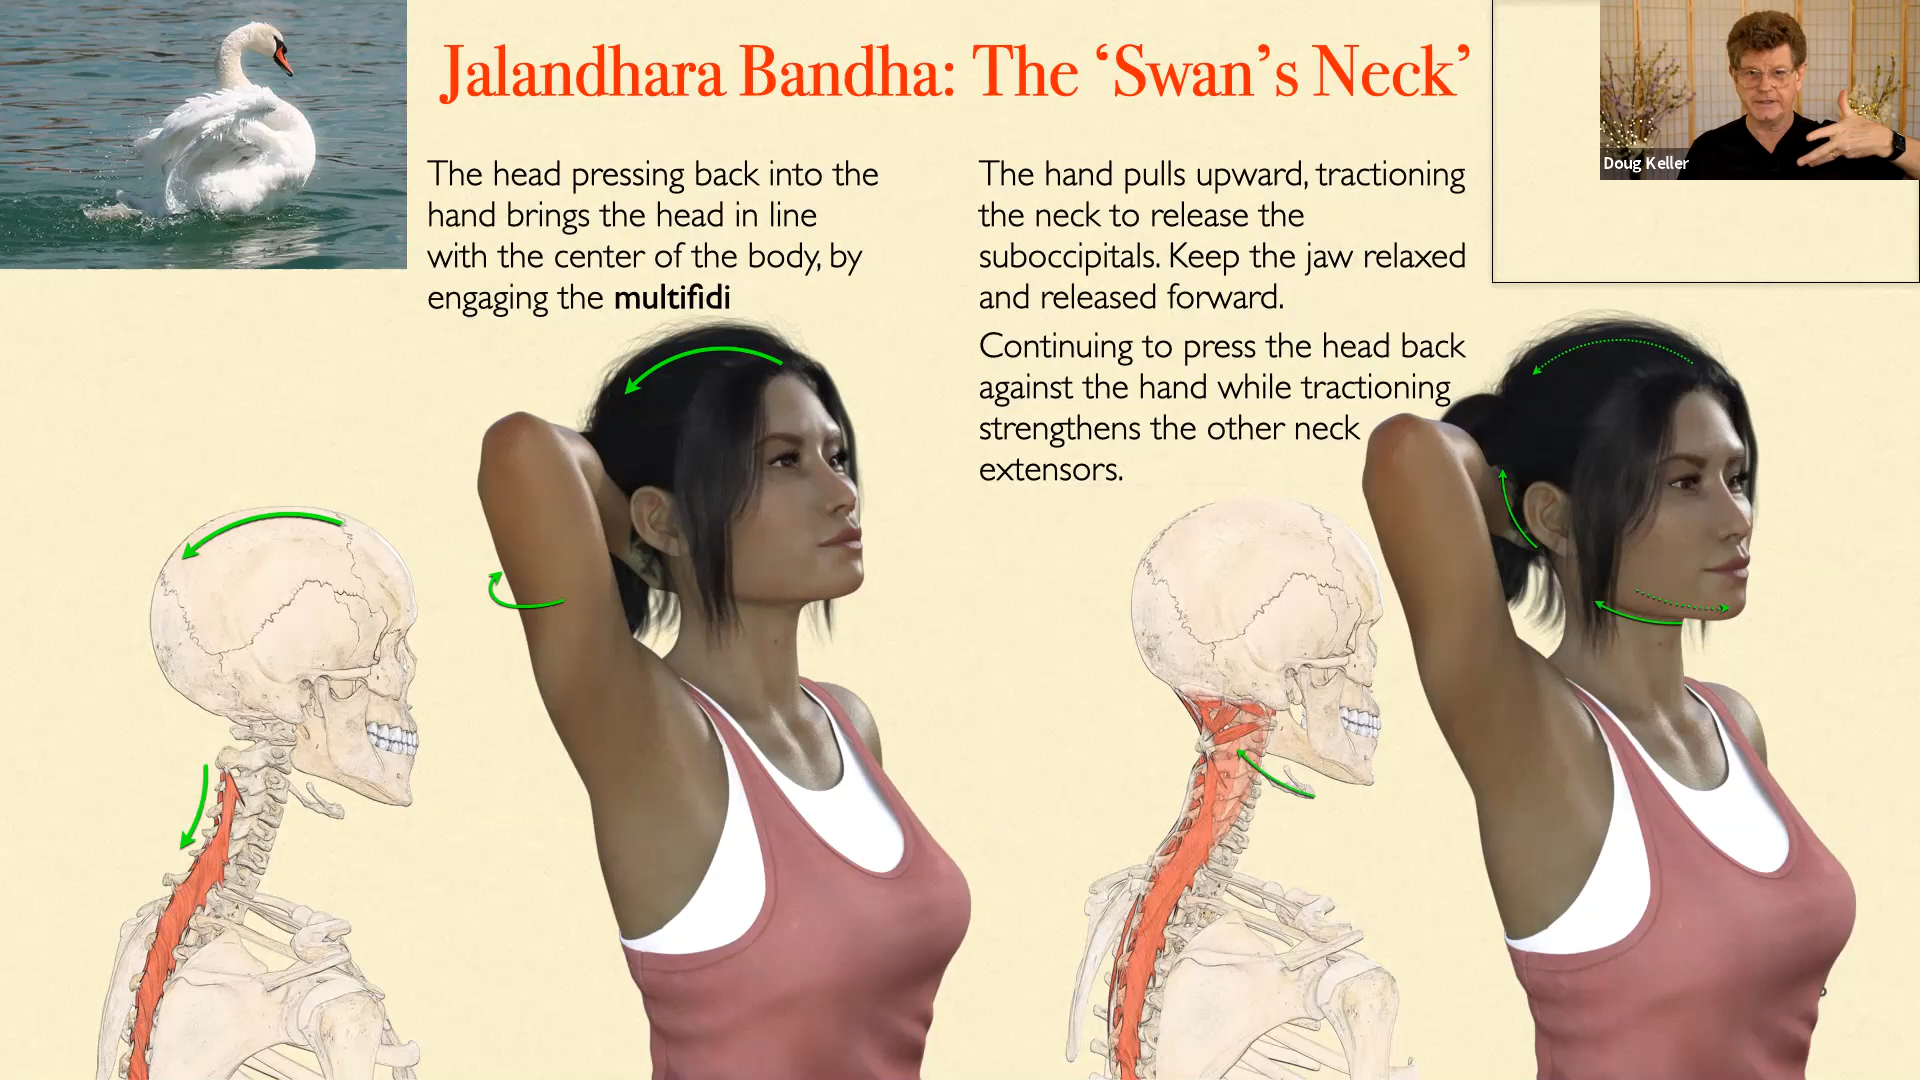 Jalandhara Bandha: The ‘Swan’s Neck’
The head pressing back into the
hand brings the head in line
with the center of the body, by
engaging the multifidi
The hand pulls upward, tractioning
the neck to release the
suboccipitals. Keep the jaw relaxed
and released forward.
Continuing to press the head back
against the hand while tractioning
strengthens the other neck
extensors.
Doug Keller